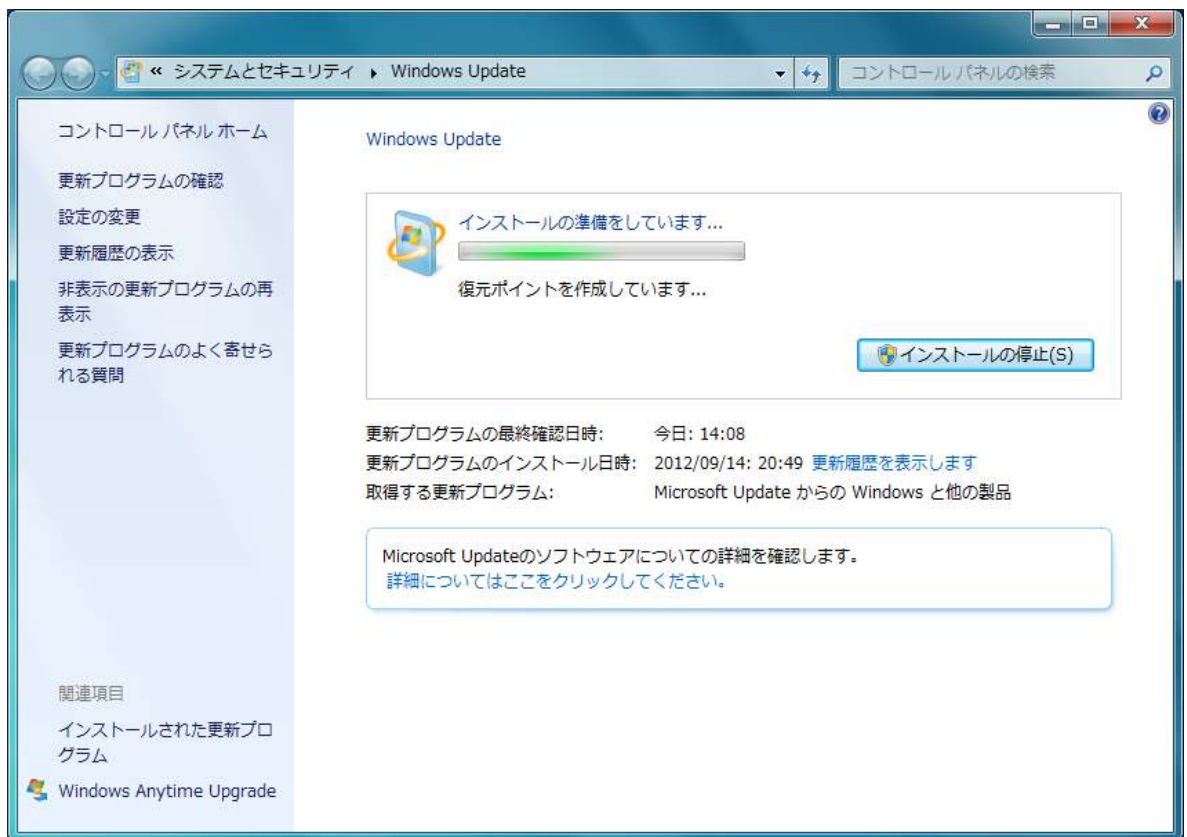 « システムとセキュリティ ▸ Windows Update
コントロール パネルの検索
コントロール パネル ホーム
更新プログラムの確認
設定の変更
更新履歴の表示
非表示の更新プログラムの再
表示
更新プログラムのよく寄せら
れる質問
Windows Update
インストールの準備をしています...
復元ポイントを作成しています...
インストールの停止(S)
更新プログラムの最終確認日時: 今日: 14:08
更新プログラムのインストール日時: 2012/09/14: 20:49 更新履歴を表示します
取得する更新プログラム: Microsoft Update からの Windows と他の製品
Microsoft Updateのソフトウェアについての詳細を確認します。
詳細についてはここをクリックしてください。
関連項目
インストールされた更新プロ
グラム
Windows Anytime Upgrade